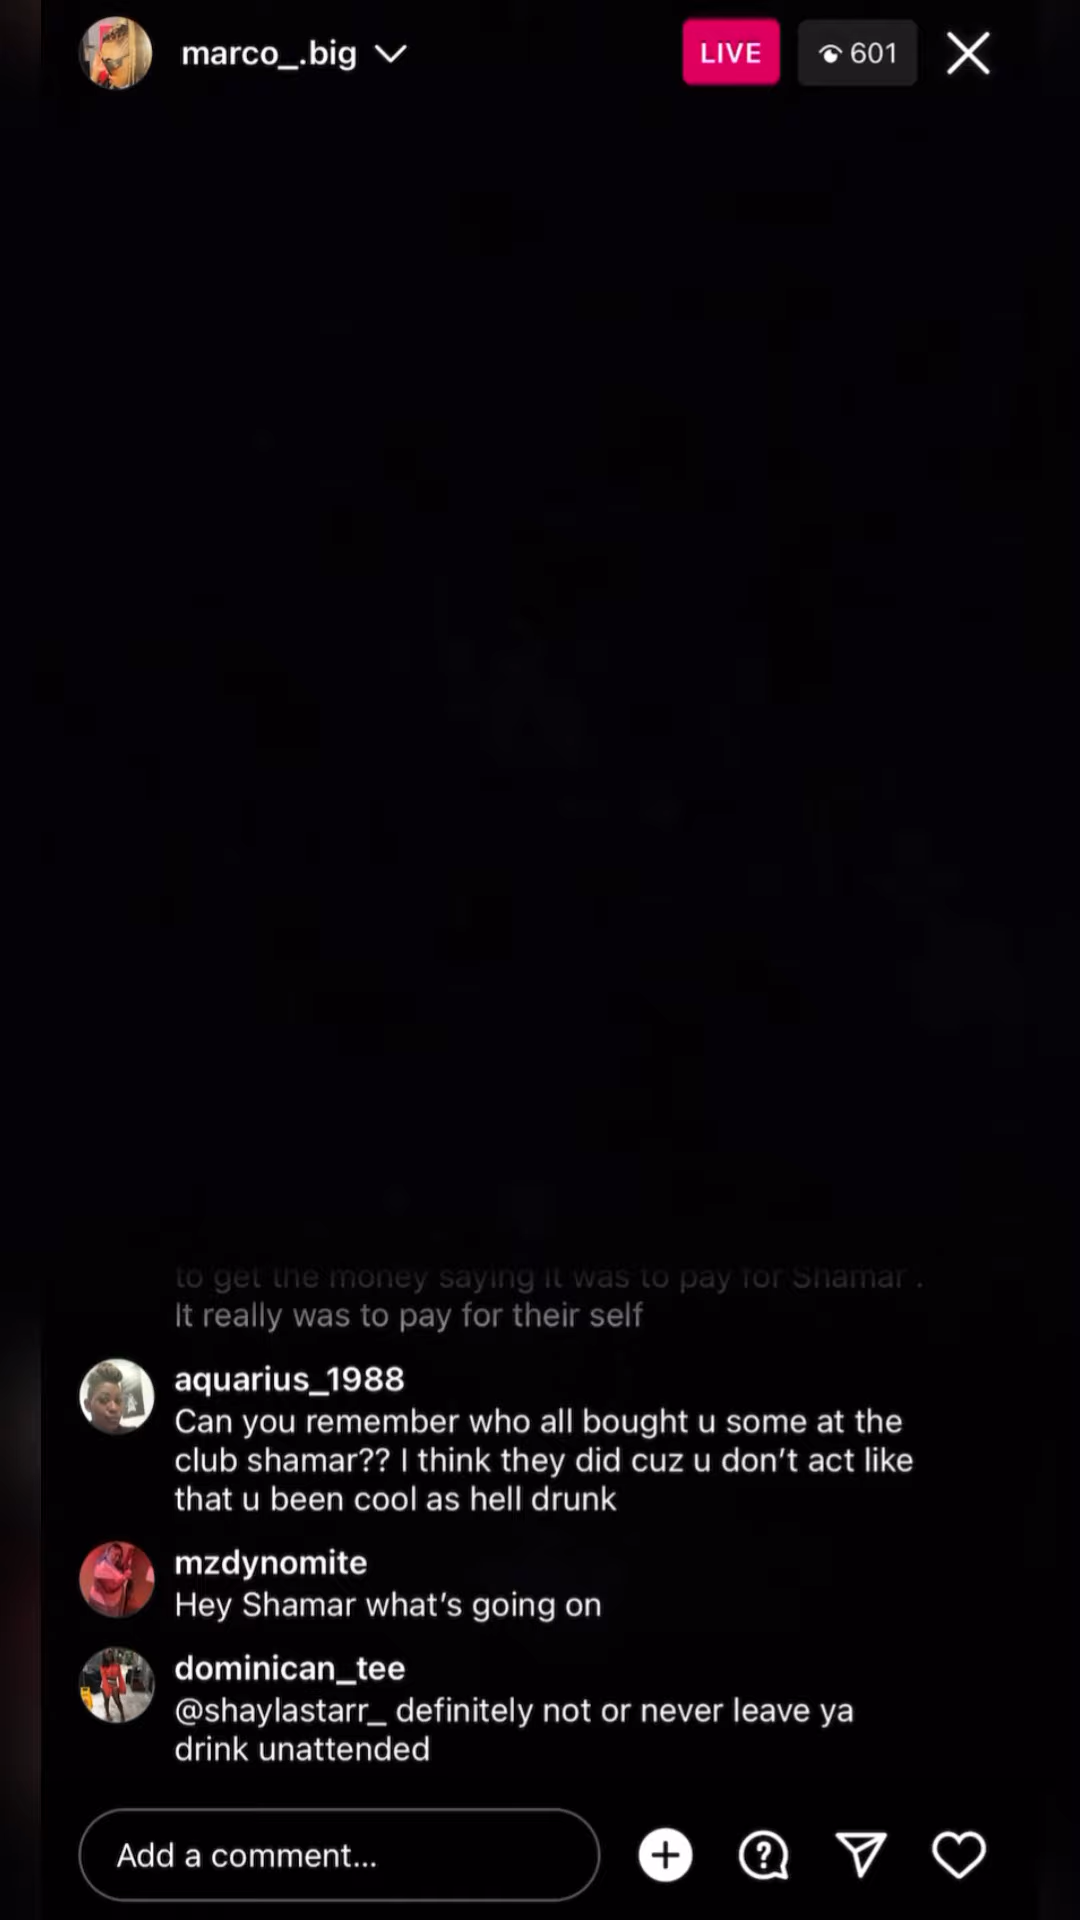 marco_.big
LIVE
601
to get the money saying it was to pay for Shamar .
It really was to pay for their self
aquarius_1988
Can you remember who all bought u some at the
club shamar?? I think they did cuz u don’t act like
that u been cool as hell drunk
mzdynomite
Hey Shamar what’s going on
dominican_tee
@shaylastarr_ definitely not or never leave ya
drink unattended
Add a comment...